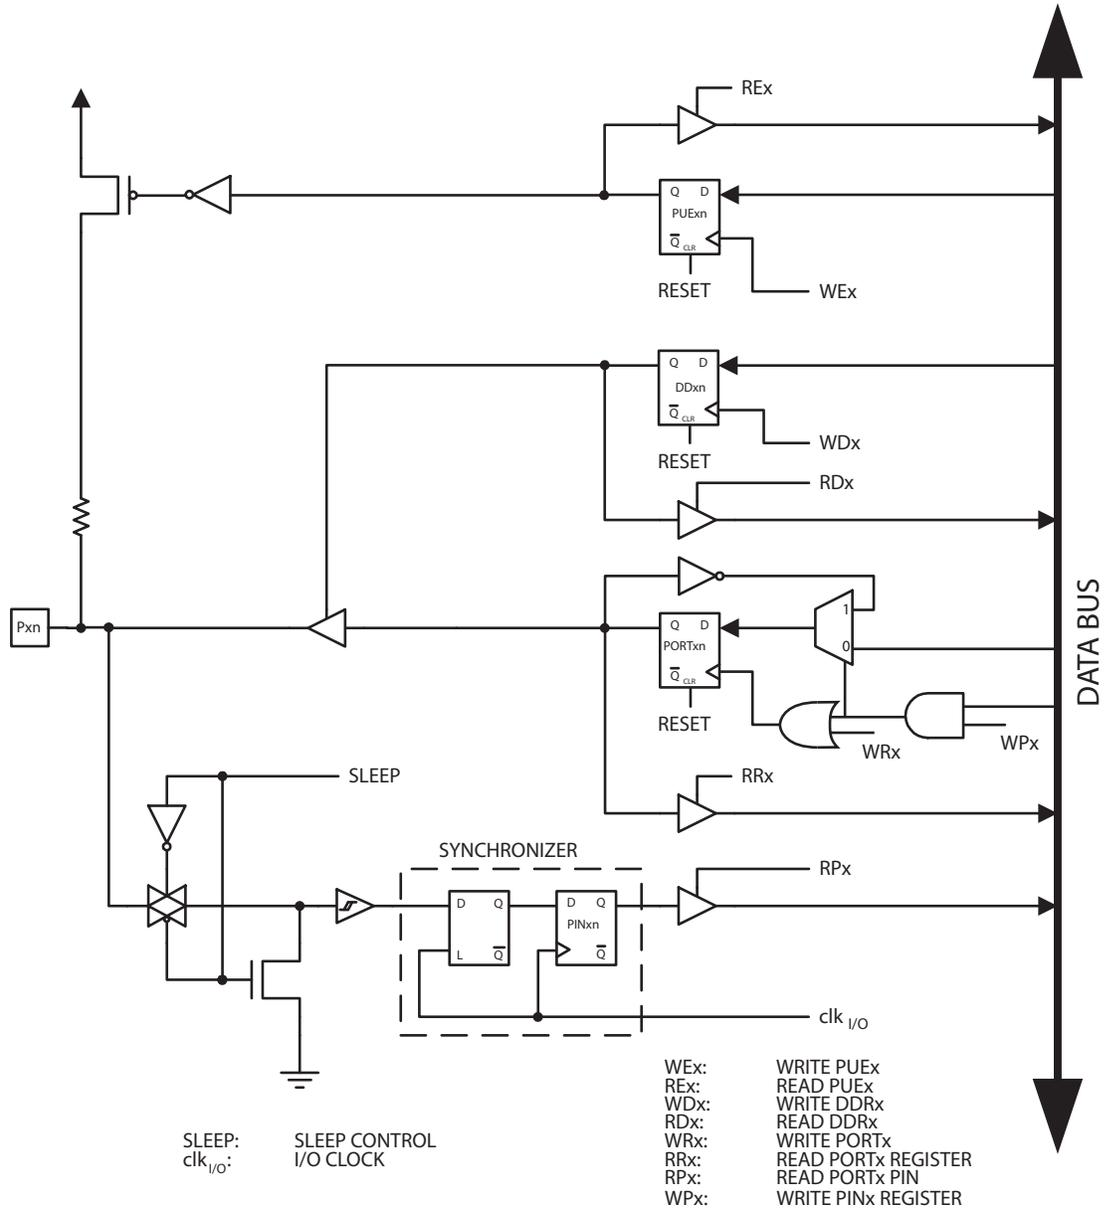 REx
Q D
PUExn
Q CLR
RESET
WEx
Q D
DDxn
Q CLR
RESET
WDx
RDx
1
Pxn
Q D
PORTxn
0
Q CLR
RESET
WRx
WPx
DATA BUS
SLEEP
RRx
SYNCHRONIZER
RPx
D Q
D Q
PINxn
L Q
Q
clk I/O
WEx: WRITE PUEx
REx: READ PUEx
WDx: WRITE DDRx
RDx: READ DDRx
WRx: WRITE PORTx
RRx: READ PORTx REGISTER
RPx: READ PORTx PIN
WPx: WRITE PINx REGISTER
SLEEP: SLEEP CONTROL
clk I/O: I/O CLOCK